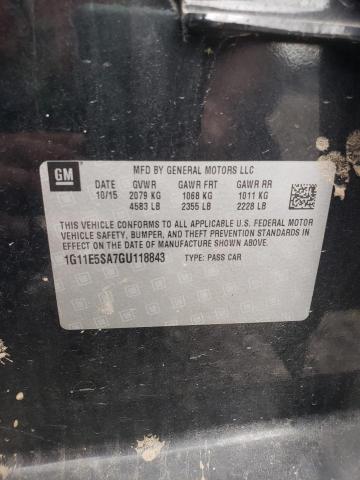 GM MFD BY GENERAL MOTORS LLC
DATE GVWR GAWR FRT GAWR RR
10/15 2079 KG 1068 KG 1011 KG
4583 LB 2355 LB 2228 LB
THIS VEHICLE CONFORMS TO ALL APPLICABLE U.S. FEDERAL MOTOR
VEHICLE SAFETY, BUMPER, AND THEFT PREVENTION STANDARDS
IN EFFECT ON THE DATE OF MANUFACTURE SHOWN ABOVE.
1G11E5SA7GU118843 TYPE: PASS CAR